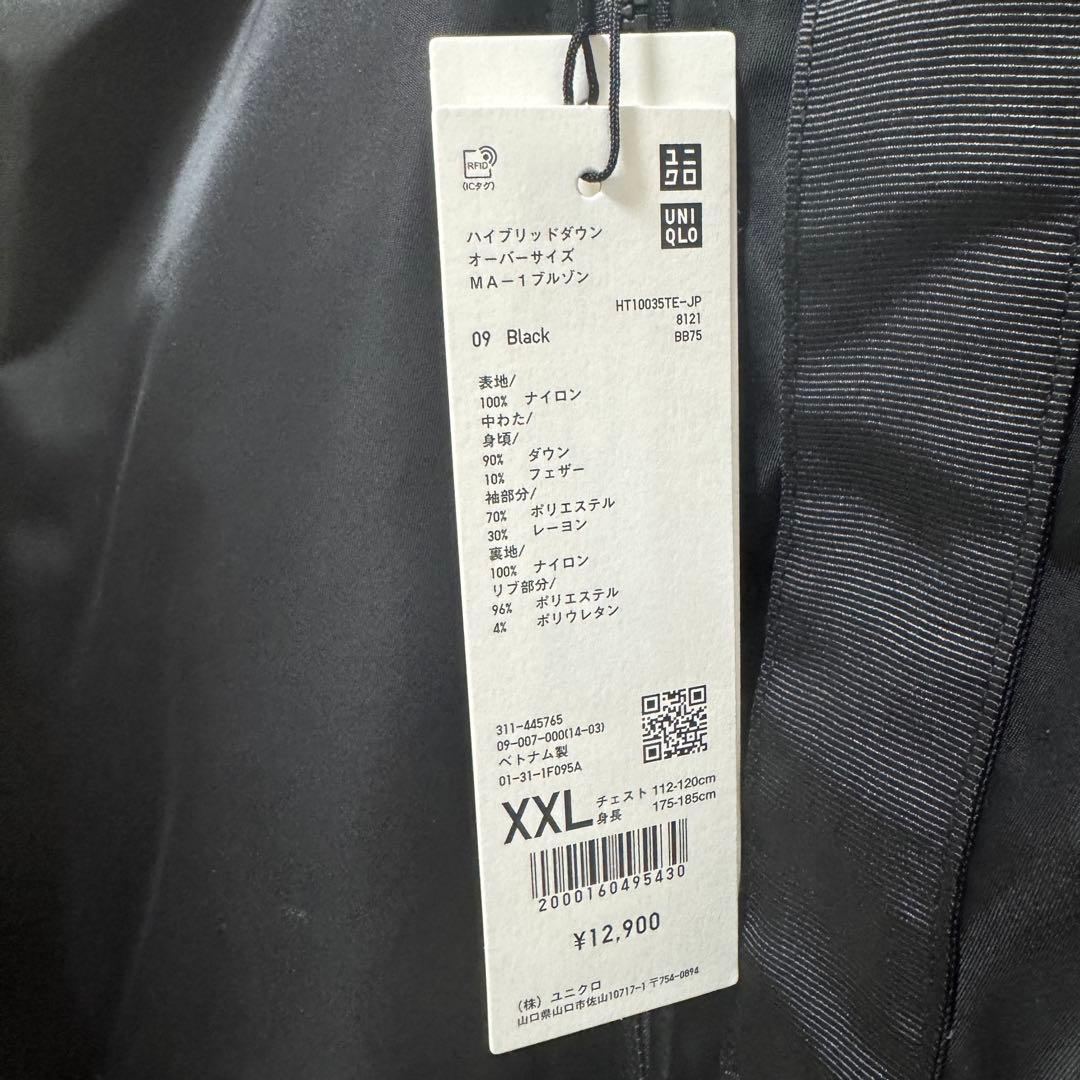 RFID
(ICタグ)
ユニ
クロ
UNI
QLO
ハイブリッドダウン
オーバーサイズ
MA-1ブルゾン
HT10035TE-JP
8121
BB75
09 Black
表地/
100% ナイロン
中わた/
身頃/
90% ダウン
10% フェザー
袖部分/
70% ポリエステル
30% レーヨン
裏地/
100% ナイロン
リブ部分/
96% ポリエステル
4% ポリウレタン
311-445765
09-007-000(14-03)
ベトナム製
01-31-1F095A
XXL チェスト 112-120cm
身長 175-185cm
2000160495430
¥12,900
(株) ユニクロ
山口県山口市佐山10717-1 〒754-0894